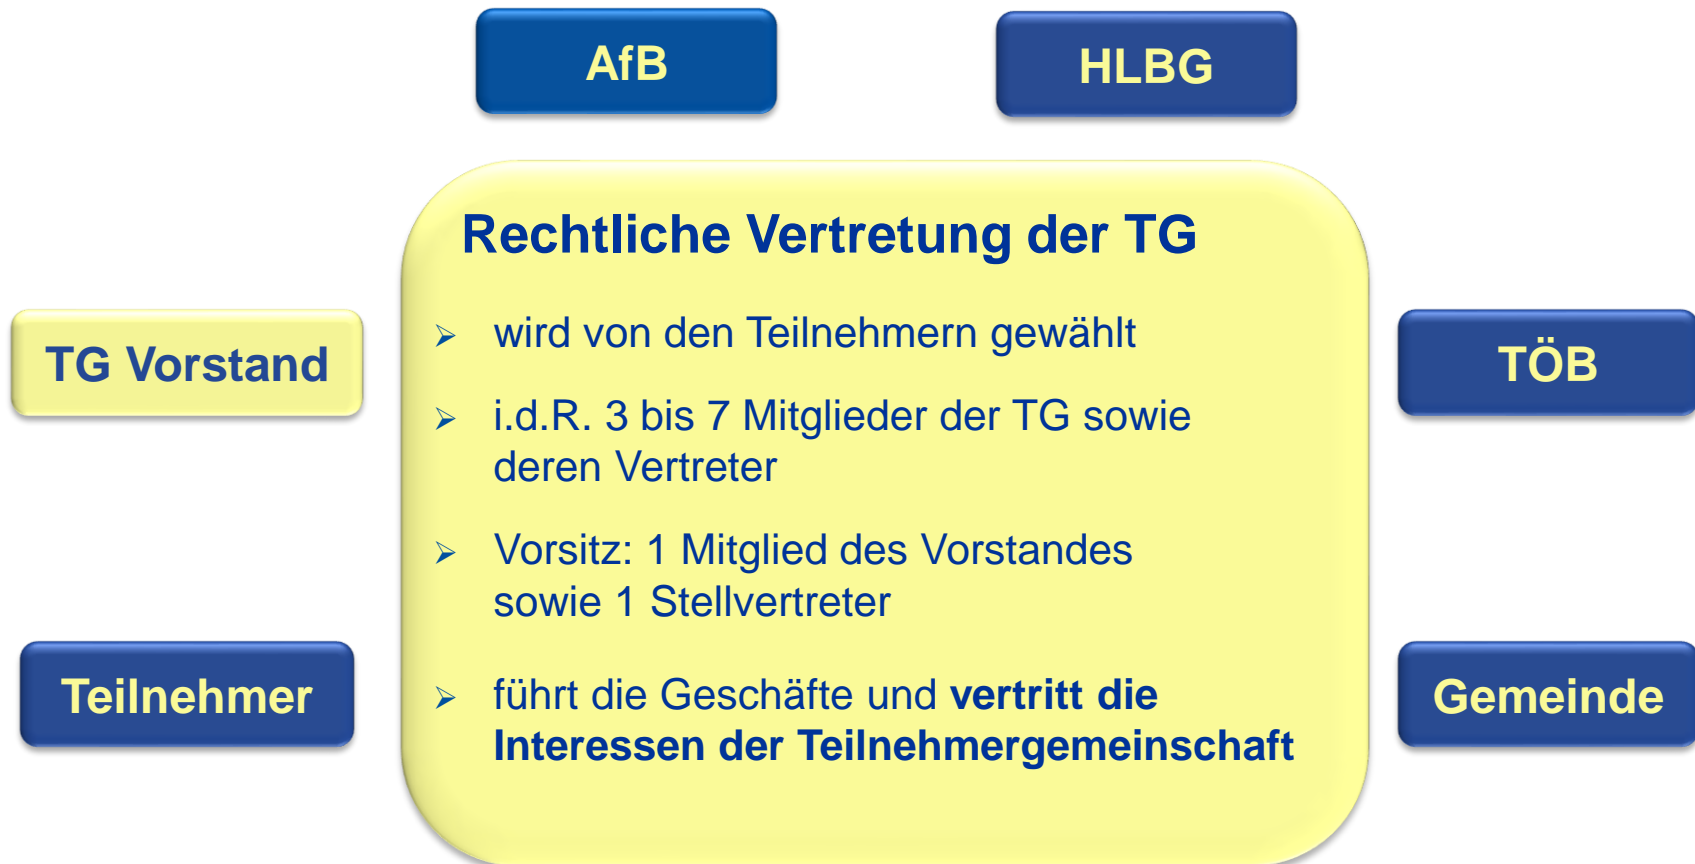 AfB
HLBG
Rechtliche Vertretung der TG
➢ wird von den Teilnehmern gewählt
➢ i.d.R. 3 bis 7 Mitglieder der TG sowie
deren Vertreter
➢ Vorsitz: 1 Mitglied des Vorstandes
sowie 1 Stellvertreter
➢ führt die Geschäfte und vertritt die
Interessen der Teilnehmergemeinschaft
TG Vorstand
Teilnehmer
TÖB
Gemeinde